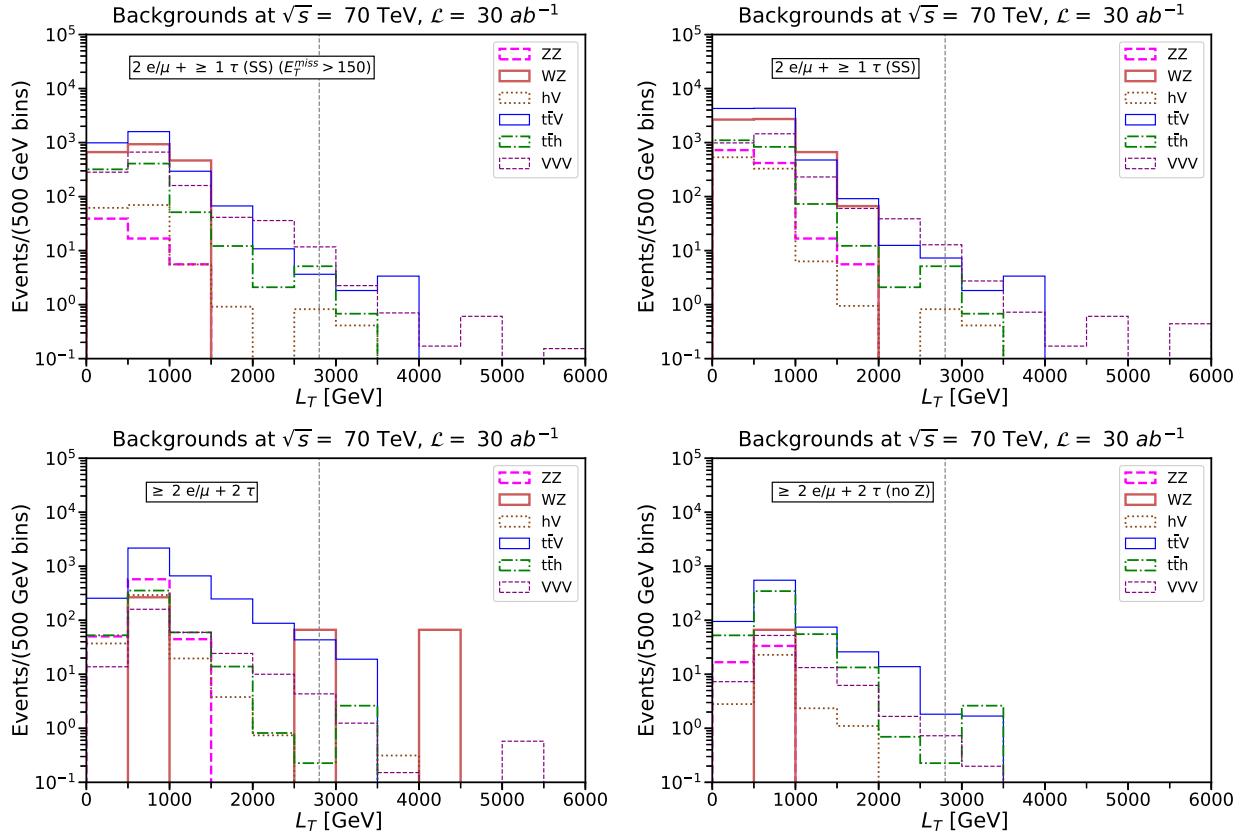 Backgrounds at √s = 70 TeV, ℒ = 30 ab⁻¹
2 e/μ + ≥ 1 τ (SS) (E_T^miss > 150)
ZZ
WZ
hV
tt̄V
tt̄h
VVV
Events/(500 GeV bins)
10⁵
10⁴
10³
10²
10¹
10⁰
10⁻¹
0 1000 2000 3000 4000 5000 6000
L_T [GeV]
Backgrounds at √s = 70 TeV, ℒ = 30 ab⁻¹
2 e/μ + ≥ 1 τ (SS)
ZZ
WZ
hV
tt̄V
tt̄h
VVV
Events/(500 GeV bins)
10⁵
10⁴
10³
10²
10¹
10⁰
10⁻¹
0 1000 2000 3000 4000 5000 6000
L_T [GeV]
Backgrounds at √s = 70 TeV, ℒ = 30 ab⁻¹
≥ 2 e/μ + 2 τ
ZZ
WZ
hV
tt̄V
tt̄h
VVV
Events/(500 GeV bins)
10⁵
10⁴
10³
10²
10¹
10⁰
10⁻¹
0 1000 2000 3000 4000 5000 6000
L_T [GeV]
Backgrounds at √s = 70 TeV, ℒ = 30 ab⁻¹
≥ 2 e/μ + 2 τ (no Z)
ZZ
WZ
hV
tt̄V
tt̄h
VVV
Events/(500 GeV bins)
10⁵
10⁴
10³
10²
10¹
10⁰
10⁻¹
0 1000 2000 3000 4000 5000 6000
L_T [GeV]